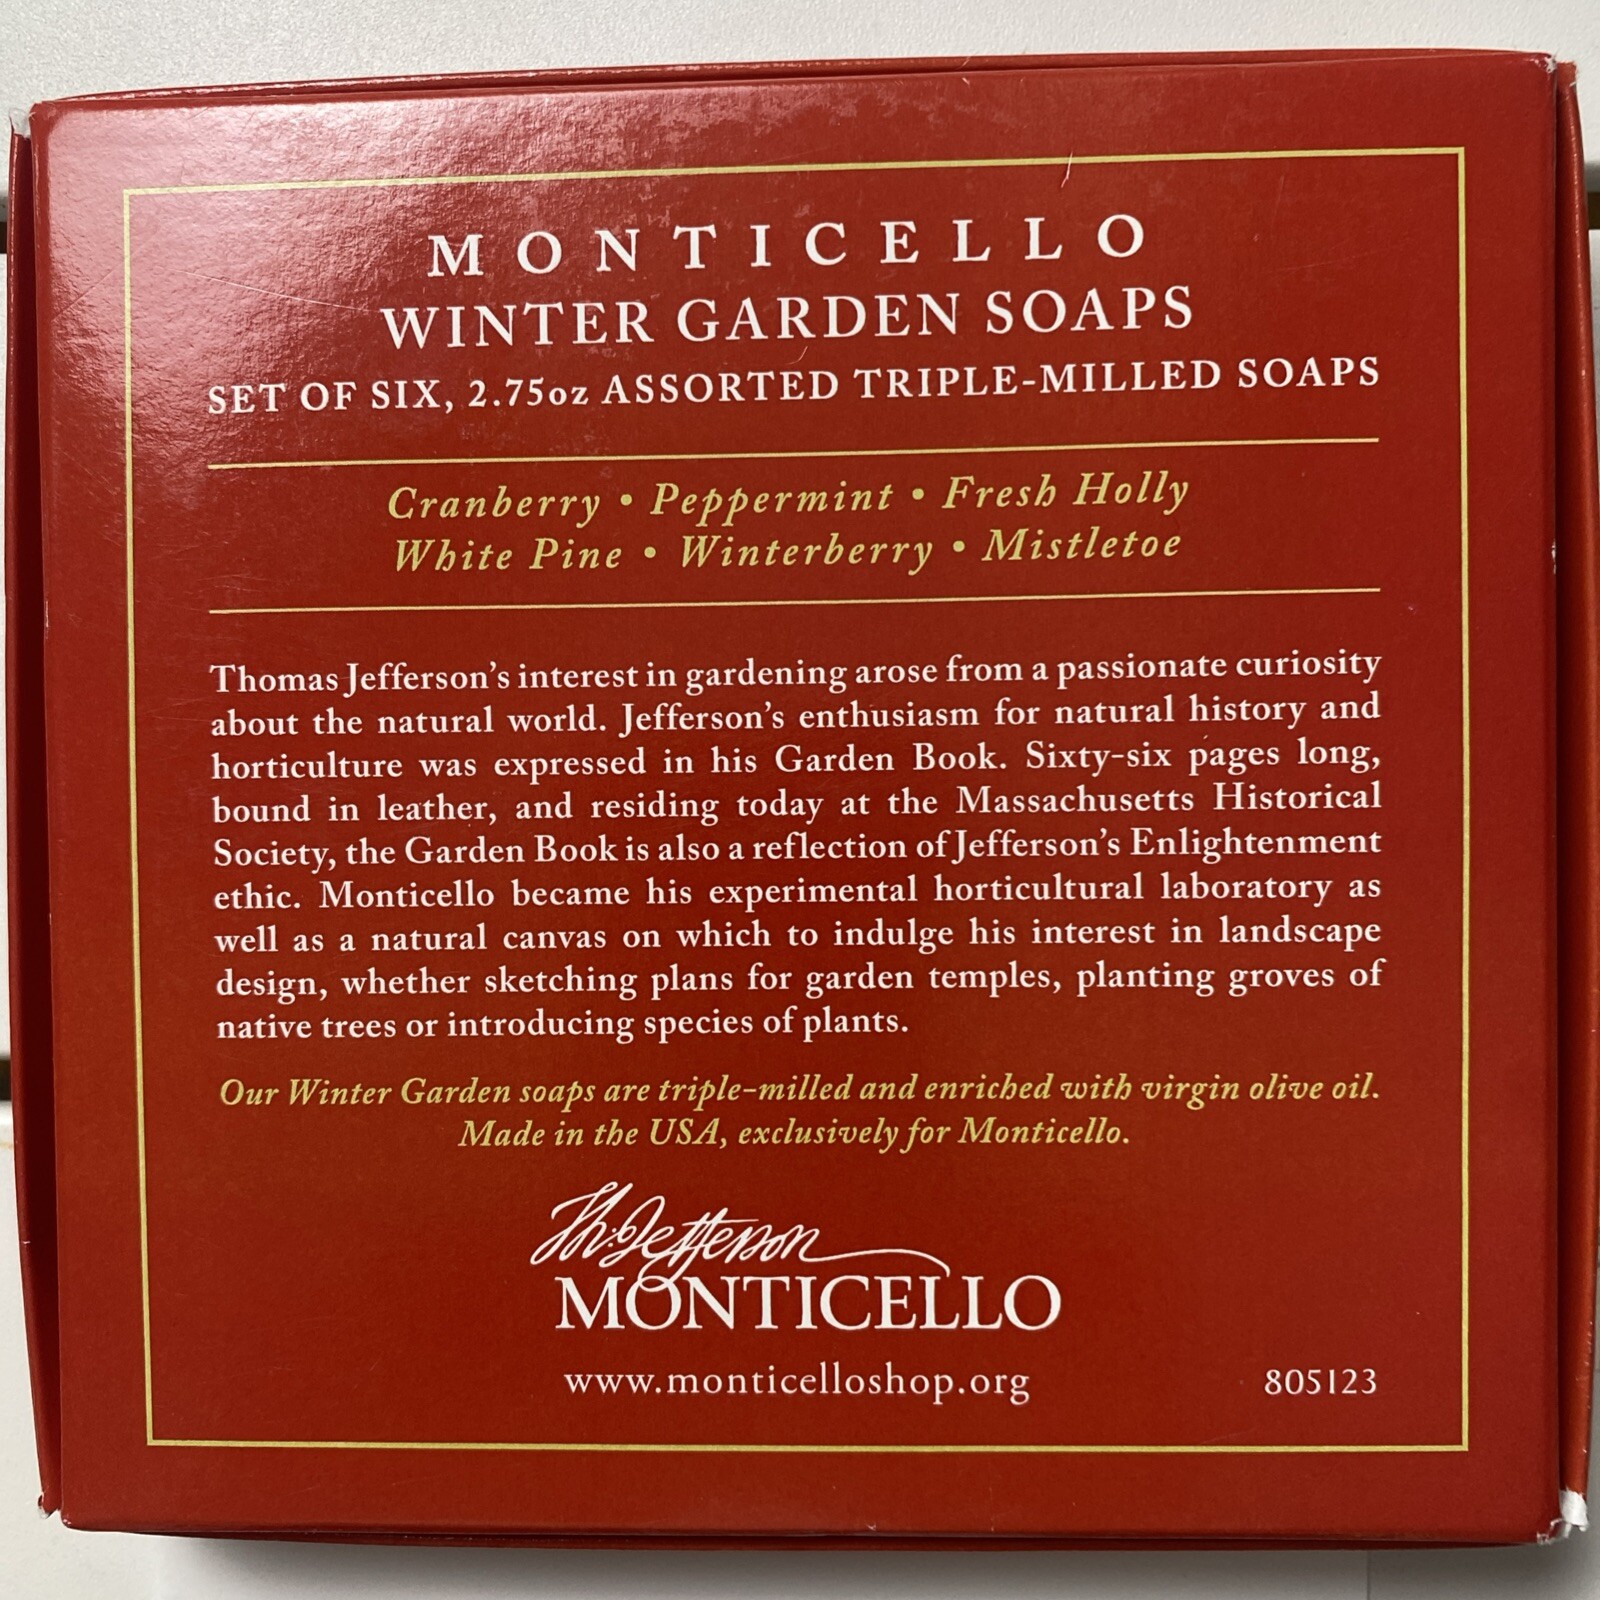 MONTICELLO
WINTER GARDEN SOAPS
SET OF SIX, 2.75oz ASSORTED TRIPLE-MILLED SOAPS
Cranberry • Peppermint • Fresh Holly
White Pine • Winterberry • Mistletoe
Thomas Jefferson's interest in gardening arose from a passionate curiosity
about the natural world. Jefferson's enthusiasm for natural history and
horticulture was expressed in his Garden Book. Sixty-six pages long,
bound in leather, and residing today at the Massachusetts Historical
Society, the Garden Book is also a reflection of Jefferson's Enlightenment
ethic. Monticello became his experimental horticultural laboratory as
well as a natural canvas on which to indulge his interest in landscape
design, whether sketching plans for garden temples, planting groves of
native trees or introducing species of plants.
Our Winter Garden soaps are triple-milled and enriched with virgin olive oil.
Made in the USA, exclusively for Monticello.
Th:Jefferson
MONTICELLO
www.monticelloshop.org 805123